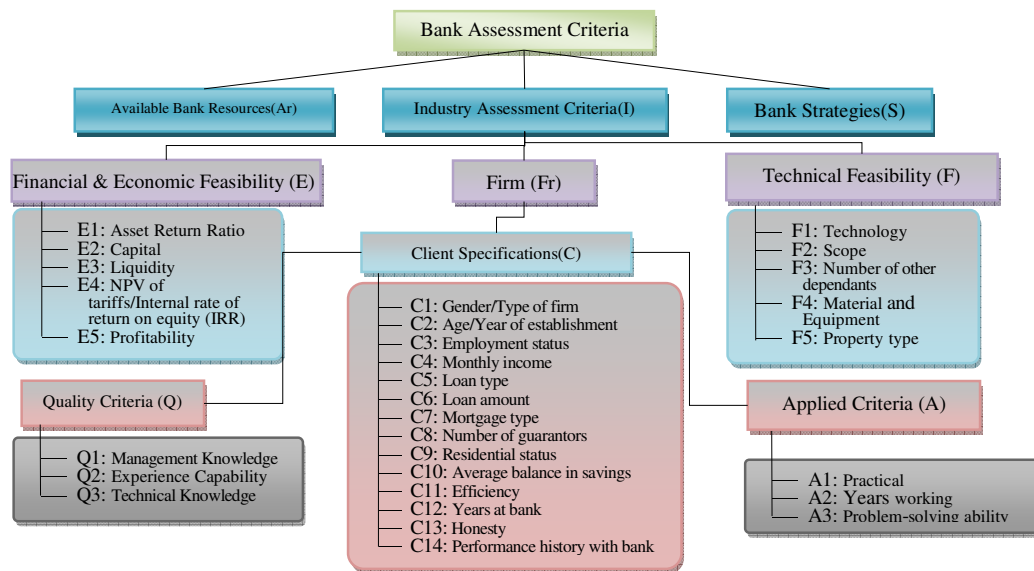 Bank Assessment Criteria
Available Bank Resources(Ar)
Industry Assessment Criteria(I)
Bank Strategies(S)
Financial & Economic Feasibility (E)
Firm (Fr)
Technical Feasibility (F)
E1: Asset Return Ratio
E2: Capital
E3: Liquidity
E4: NPV of
tariffs/Internal rate of
return on equity (IRR)
E5: Profitability
Client Specifications(C)
F1: Technology
F2: Scope
F3: Number of other
dependants
F4: Material and
Equipment
F5: Property type
C1: Gender/Type of firm
C2: Age/Year of establishment
C3: Employment status
C4: Monthly income
C5: Loan type
C6: Loan amount
C7: Mortgage type
C8: Number of guarantors
C9: Residential status
C10: Average balance in savings
C11: Efficiency
C12: Years at bank
C13: Honesty
C14: Performance history with bank
Quality Criteria (Q)
Q1: Management Knowledge
Q2: Experience Capability
Q3: Technical Knowledge
Applied Criteria (A)
A1: Practical
A2: Years working
A3: Problem-solving ability